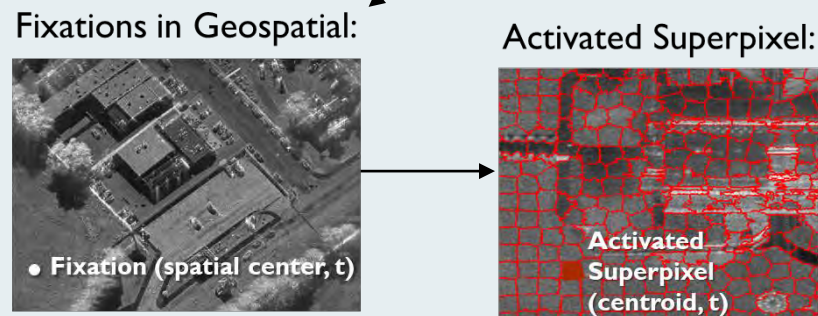 Fixations in Geospatial:
Activated Superpixel:
Fixation (spatial center, t)
Activated
Superpixel
(centroid, t)